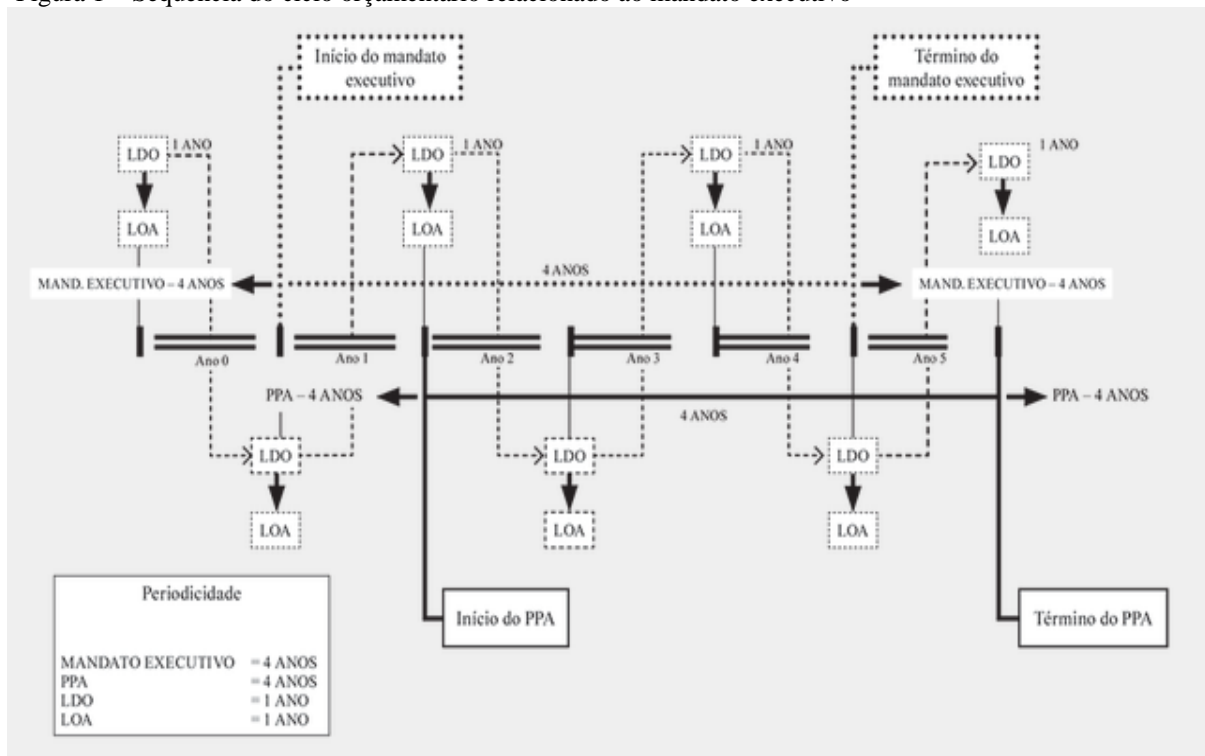 Figura 1 – Sequência do ciclo orçamentário relacionado ao mandato executivo
Início do mandato
executivo
Término do
mandato executivo
LDO
1 ANO
LDO
1 ANO
LDO
1 ANO
LDO
1 ANO
LOA
LOA
LOA
LOA
MAND. EXECUTIVO – 4 ANOS
4 ANOS
MAND. EXECUTIVO – 4 ANOS
Ano 0
Ano 1
Ano 2
Ano 3
Ano 4
Ano 5
PPA – 4 ANOS
4 ANOS
PPA – 4 ANOS
LDO
LDO
LDO
LOA
LOA
LOA
Início do PPA
Término do PPA
Periodicidade
MANDATO EXECUTIVO = 4 ANOS
PPA = 4 ANOS
LDO = 1 ANO
LOA = 1 ANO